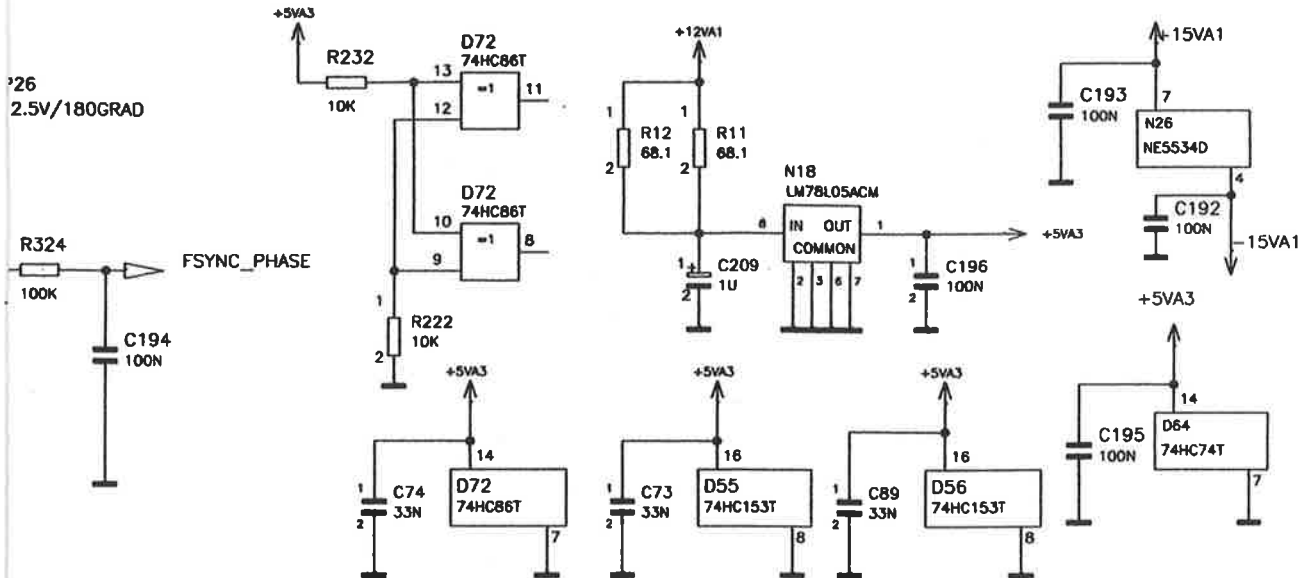 +5VA3
R232
10K
D72
74HC86T
13
=1
11
12
D72
74HC86T
10
=1
8
9
1
R222
10K
2
26
2.5V/180GRAD
R324
100K
FSYNC_PHASE
C194
100N
+12VA1
1
R12
68.1
2
1
R11
68.1
2
N18
LM78L05ACM
6
IN OUT
COMMON
1
2 3 6 7
+5VA3
1
+
C209
1U
2
1
C196
100N
2
+15VA1
C193
100N
7
N26
NE5534D
4
C192
100N
-15VA1
+5VA3
14
C195
100N
D64
74HC74T
7
+5VA3
14
1
C74
33N
2
D72
74HC86T
7
+5VA3
16
1
C73
33N
2
D55
74HC153T
8
+5VA3
16
1
C89
33N
2
D56
74HC153T
8